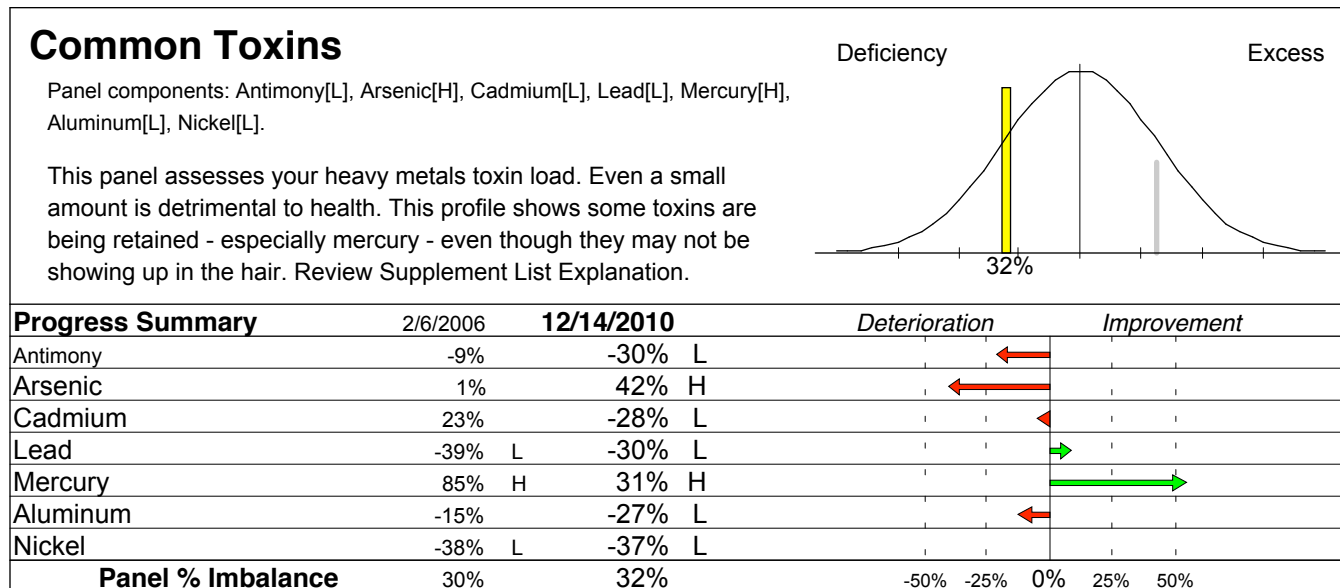 Common Toxins
Panel components: Antimony[L], Arsenic[H], Cadmium[L], Lead[L], Mercury[H],
Aluminum[L], Nickel[L].
This panel assesses your heavy metals toxin load. Even a small
amount is detrimental to health. This profile shows some toxins are
being retained - especially mercury - even though they may not be
showing up in the hair. Review Supplement List Explanation.
Deficiency Excess
32%
Progress Summary 2/6/2006 12/14/2010 Deterioration Improvement
Antimony -9% -30% L
Arsenic 1% 42% H
Cadmium 23% -28% L
Lead -39% L -30% L
Mercury 85% H 31% H
Aluminum -15% -27% L
Nickel -38% L -37% L
Panel % Imbalance 30% 32% -50% -25% 0% 25% 50%